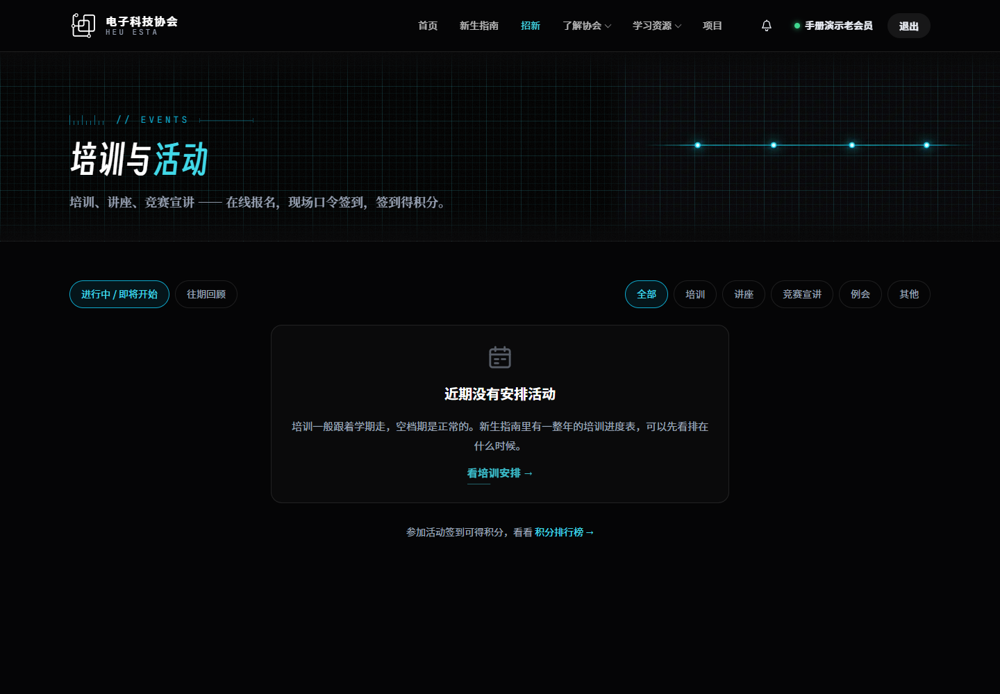 电子科技协会
HEU ESTA
首页
新生指南
招新
了解协会
学习资源
项目
手册演示老会员
退出
// EVENTS
培训与活动
培训、讲座、竞赛宣讲 —— 在线报名，现场口令签到，签到得积分。
进行中 / 即将开始
往期回顾
全部
培训
讲座
竞赛宣讲
例会
其他
近期没有安排活动
培训一般跟着学期走，空档期是正常的。新生指南里有一整年的培训进度表，可以先看排在
什么时候。
看培训安排 →
参加活动签到可得积分，看看 积分排行榜 →